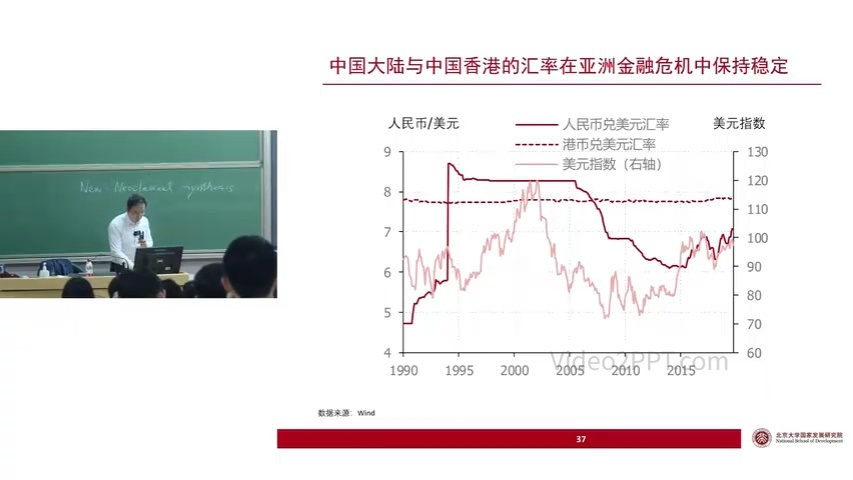 中国大陆与中国香港的汇率在亚洲金融危机中保持稳定
人民币/美元
人民币兑美元汇率
港币兑美元汇率
美元指数（右轴）
美元指数
9
8
7
6
5
4
130
120
110
100
90
80
70
60
1990
1995
2000
2005
2010
2015
Video2PPT.com
New-Neoclassical synthesis
数据来源：Wind
37
北京大学国家发展研究院
National School of Development